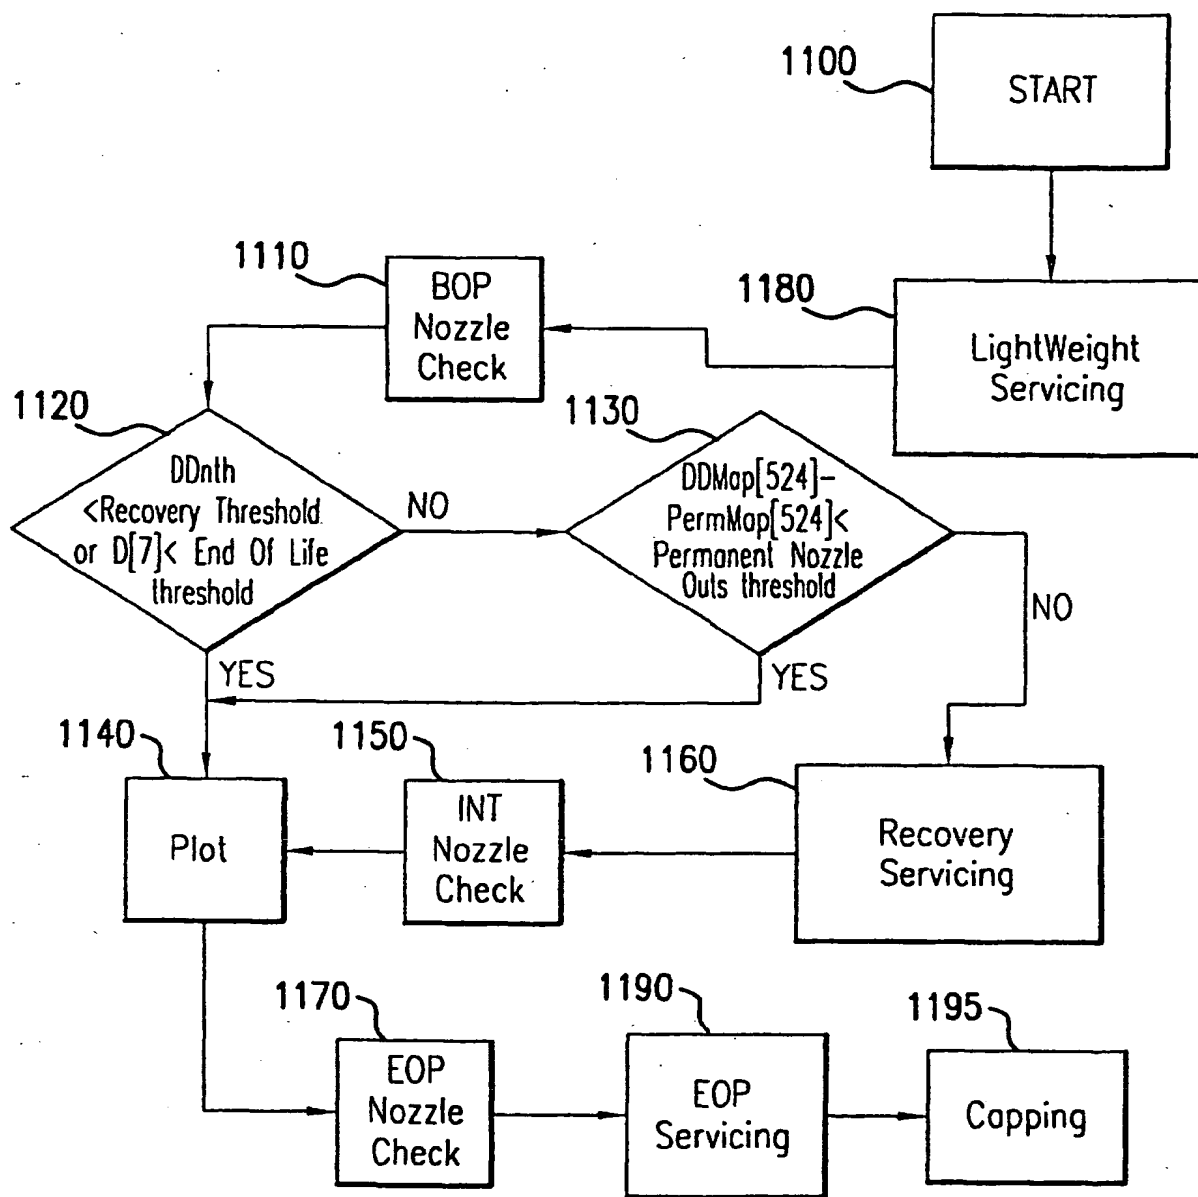 1100
START
1110
BOP
Nozzle
Check
1180
LightWeight
Servicing
1120
DDnth
<Recovery Threshold
or D[7]< End Of Life
threshold
NO
YES
1130
DDMap[524]-
PermMap[524]<
Permanent Nozzle
Outs threshold
NO
YES
1140
Plot
1150
INT
Nozzle
Check
1160
Recovery
Servicing
1170
EOP
Nozzle
Check
1190
EOP
Servicing
1195
Capping